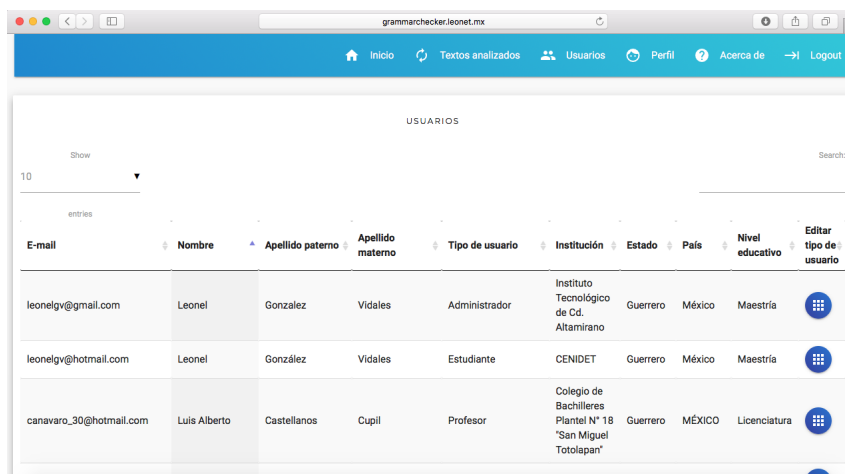 grammarchecker.leonet.mx
Inicio Textos analizados Usuarios Perfil Acerca de Logout
USUARIOS
Show
Search:
10
entries
E-mail Nombre Apellido paterno Apellido materno Tipo de usuario Institución Estado País Nivel educativo Editar tipo de usuario
leonelgv@gmail.com Leonel Gonzalez Vidales Administrador Instituto Tecnológico de Cd. Altamirano Guerrero México Maestría
leonelgv@hotmail.com Leonel González Vidales Estudiante CENIDET Guerrero México Maestría
canavaro_30@hotmail.com Luis Alberto Castellanos Cupil Profesor Colegio de Bachilleres Plantel N° 18 "San Miguel Totolapan" Guerrero MÉXICO Licenciatura